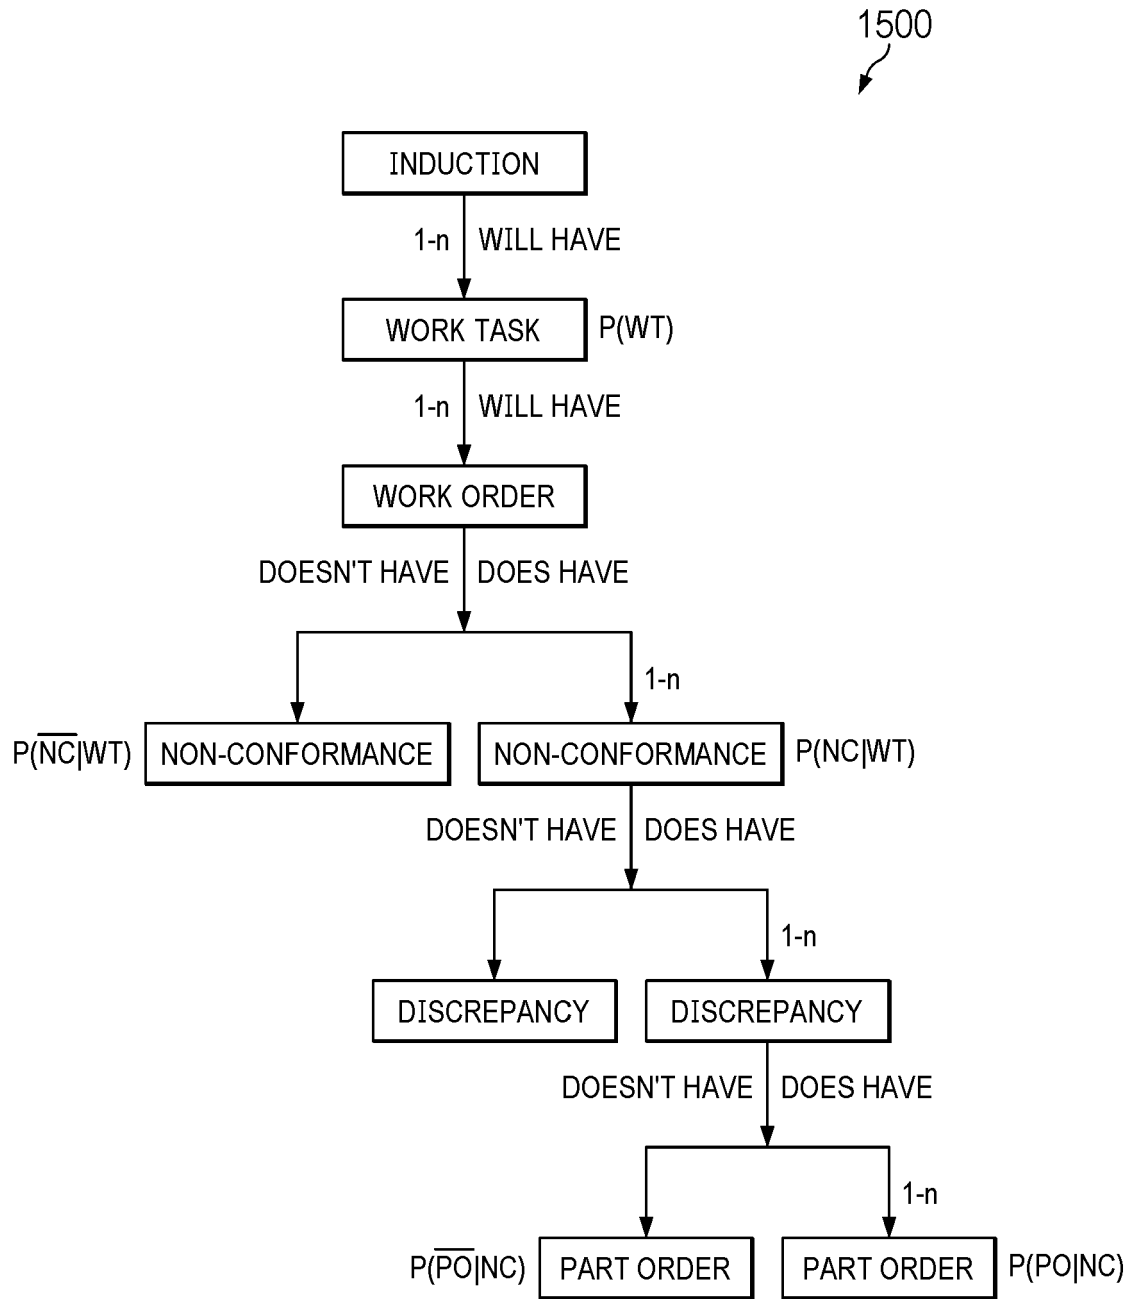 1500
INDUCTION
1-n WILL HAVE
WORK TASK P(WT)
1-n WILL HAVE
WORK ORDER
DOESN'T HAVE DOES HAVE
1-n
P(N̅C̅|WT) NON-CONFORMANCE NON-CONFORMANCE P(NC|WT)
DOESN'T HAVE DOES HAVE
1-n
DISCREPANCY DISCREPANCY
DOESN'T HAVE DOES HAVE
1-n
P(P̅O̅|NC) PART ORDER PART ORDER P(PO|NC)